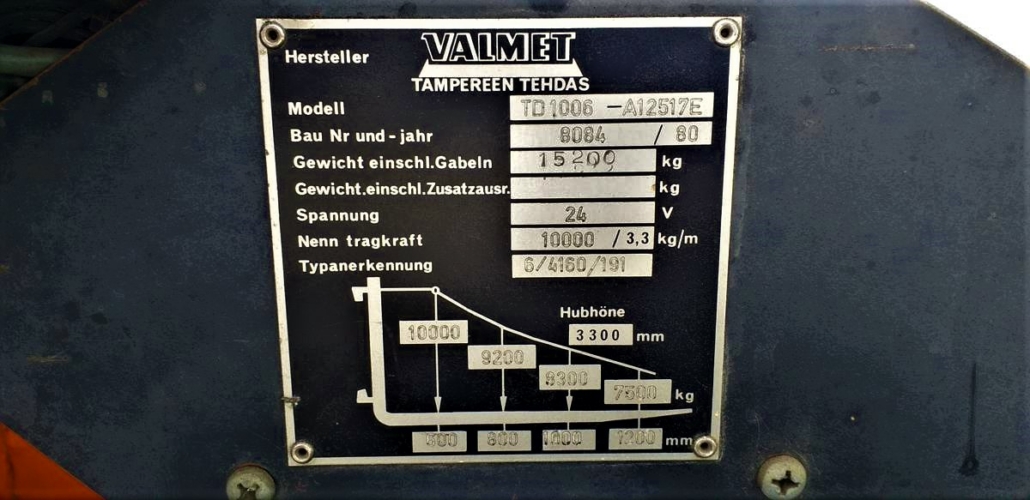 Hersteller VALMET
TAMPEREEN TEHDAS
Modell TD1006 -A12517E
Bau Nr und - jahr 8084 / 80
Gewicht einschl.Gabeln 15200 kg
Gewicht.einschl.Zusatzausr. kg
Spannung 24 V
Nenn tragkraft 10000 / 3,3 kg/m
Typanerkennung 6/4160/191
Hubhöne
3300 mm
10000 9200 8300 7500 kg
500 800 1000 1200 mm